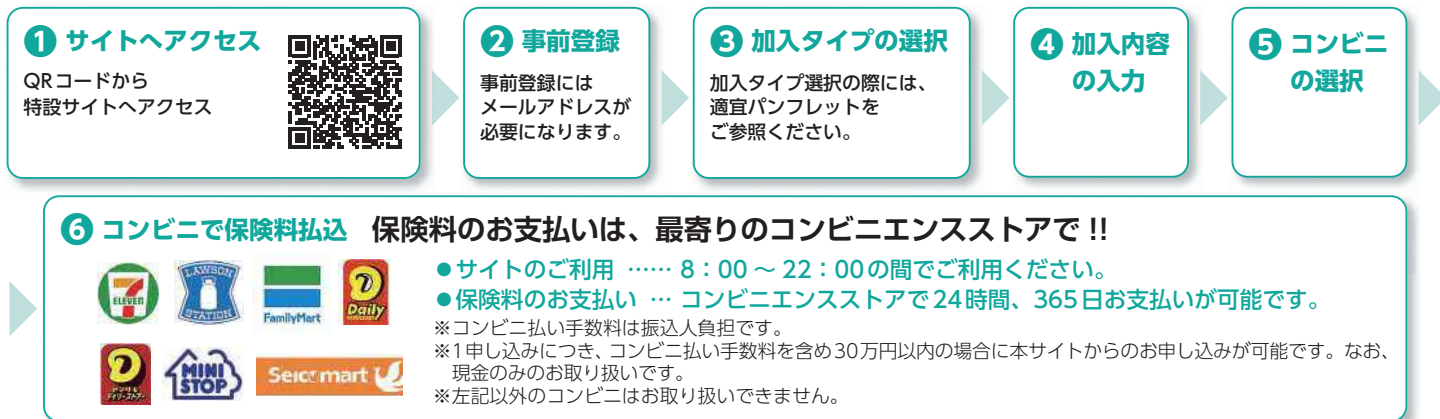 ❶ サイトへアクセス
QRコードから
特設サイトへアクセス
❷ 事前登録
事前登録には
メールアドレスが
必要になります。
❸ 加入タイプの選択
加入タイプ選択の際には、
適宜パンフレットを
ご参照ください。
❹ 加入内容
の入力
❺ コンビニ
の選択
❻ コンビニで保険料払込 保険料のお支払いは、最寄りのコンビニエンスストアで !!
7 ELEVEN
LAWSON STATION
FamilyMart
Daily
デイリーストアー
MINI STOP
Seicomart
●サイトのご利用 …… 8:00 ~ 22:00の間でご利用ください。
●保険料のお支払い … コンビニエンスストアで24時間、365日お支払いが可能です。
※コンビニ払い手数料は振込人負担です。
※1申し込みにつき、コンビニ払い手数料を含め30万円以内の場合に本サイトからのお申し込みが可能です。なお、
現金のみのお取り扱いです。
※左記以外のコンビニはお取り扱いできません。